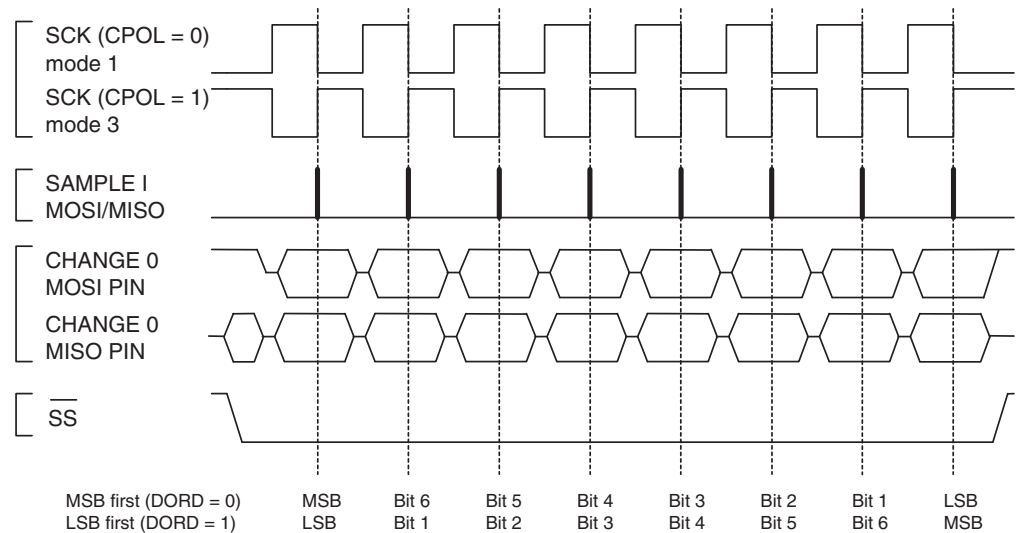 SCK (CPOL = 0)
mode 1
SCK (CPOL = 1)
mode 3
SAMPLE I
MOSI/MISO
CHANGE 0
MOSI PIN
CHANGE 0
MISO PIN
SS
MSB first (DORD = 0) MSB Bit 6 Bit 5 Bit 4 Bit 3 Bit 2 Bit 1 LSB
LSB first (DORD = 1) LSB Bit 1 Bit 2 Bit 3 Bit 4 Bit 5 Bit 6 MSB